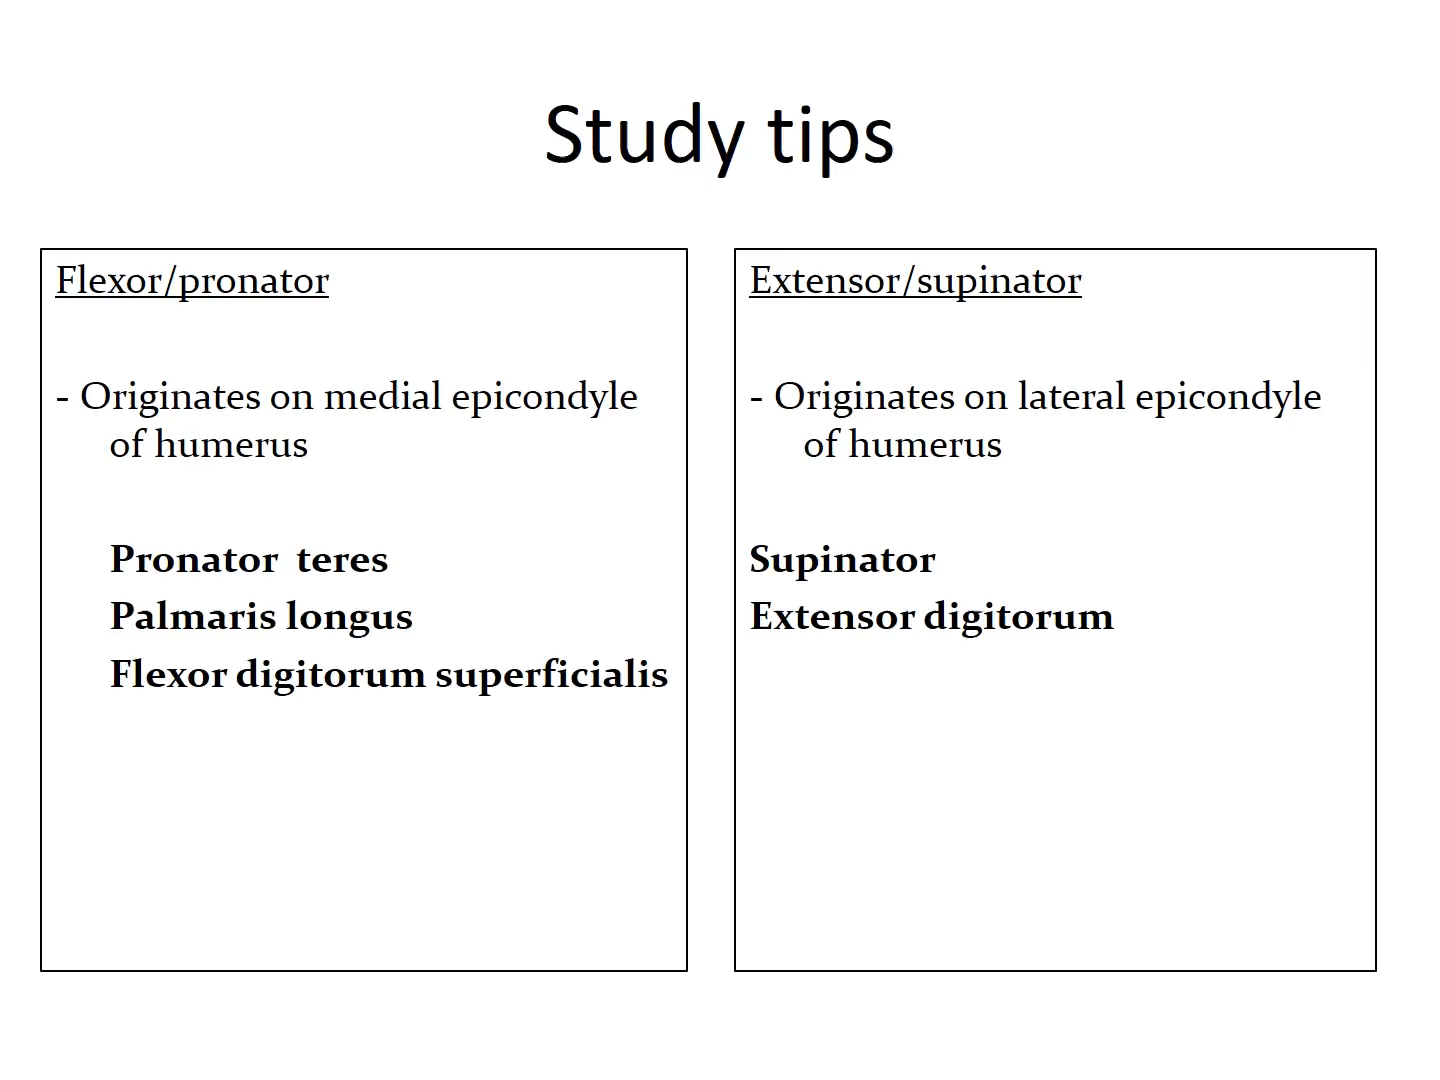 Study tips
Flexor/pronator
- Originates on medial epicondyle
of humerus
Pronator  teres
Palmaris longus
Flexor digitorum superficialis
Extensor/supinator
- Originates on lateral epicondyle
of humerus
Supinator
Extensor digitorum